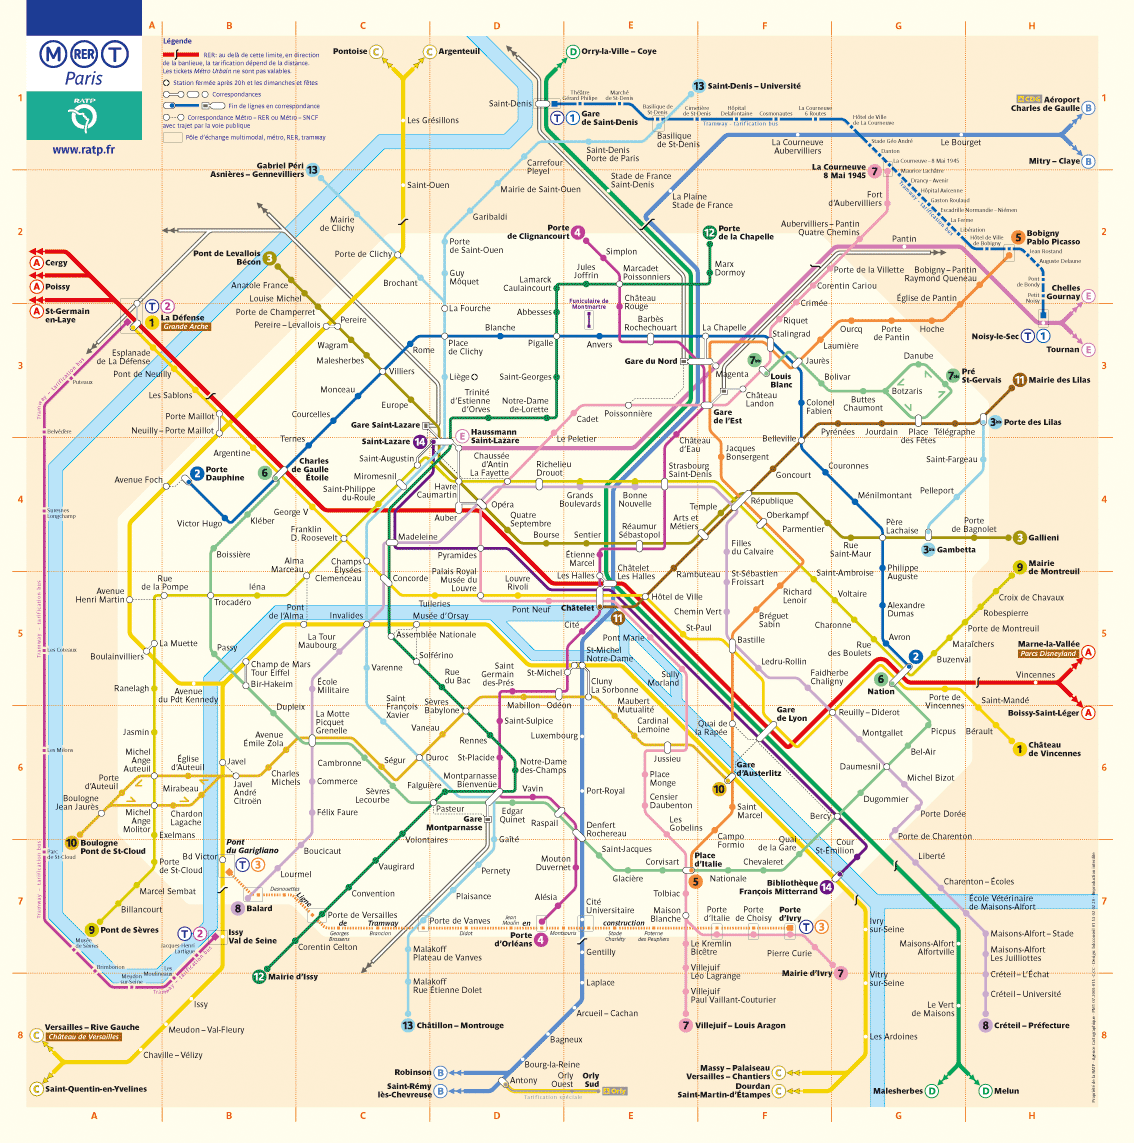 A B C D E F G H
M RER T
Paris
RATP
www.ratp.fr
Légende
RER: au delà de cette limite, en direction
de la banlieue, la tarification dépend de la distance.
Les tickets Métro Urbain ne sont pas valables.
Station fermée après 20h et les dimanches et fêtes
Correspondances
Fin de lignes en correspondance
Correspondance Métro - RER ou Métro - SNCF
avec trajet par la voie publique
Pôle d'échange multimodal, métro, RER, tramway
Pontoise C
C Argenteuil
D Orry-la-Ville – Coye
13 Saint-Denis – Université
Aéroport
Charles de Gaulle B
Mitry – Claye B
Saint-Denis
Théâtre
Gérard Philipe
Marché
de St-Denis
T 1 Gare
de Saint-Denis
Basilique de
St-Denis
Cimetière
de St-Denis
Hôpital
Delafontaine
Cosmonautes
La Courneuve
6 Routes
Hôtel de Ville
de La Courneuve
Tramway - tarification bus
Basilique
de St-Denis
La Courneuve
Aubervilliers
Le Bourget
Stade Géo André
Danton
La Courneuve - 8 Mai 1945
Maurice Lachâtre
Drancy - Avenir
Hôpital Avicenne
Gaston Roulaud
Escadrille Normandie - Niémen
La Ferme
Libération
Hôtel de Ville
de Bobigny
Jean Rostand
Auguste Delaune
Pont
de Bondy
Petit
Noisy
Les Grésillons
Gabriel Péri
Asnières – Gennevilliers 13
Saint-Ouen
Mairie
de Clichy
Porte de Clichy
Brochant
Carrefour
Pleyel
Saint-Denis
Porte de Paris
Mairie de Saint-Ouen
Garibaldi
Stade de France
Saint-Denis
La Plaine
Stade de France
La Courneuve
8 Mai 1945 7
Fort
d'Aubervilliers
Aubervilliers – Pantin
Quatre Chemins
Pantin
5 Bobigny
Pablo Picasso
Bobigny – Pantin
Raymond Queneau
Église de Pantin
Hoche
Porte
de Pantin
Ourcq
Laumière
Porte de la Villette
Corentin Cariou
Crimée
Riquet
Stalingrad
Chelles
Gournay E
Noisy-le-Sec T 1
Tournan E
A Cergy
A Poissy
A St-Germain
en-Laye
T 2
1 La Défense
Grande Arche
Pont de Levallois
Bécon 3
Anatole France
Louise Michel
Porte de Champerret
Pereire – Levallois
Pereire
Wagram
Malesherbes
Villiers
Porte
de Saint-Ouen
Guy
Môquet
La Fourche
Porte
de Clignancourt 4
Simplon
Jules
Joffrin
Lamarck
Caulaincourt
Marcadet
Poissonniers
Funiculaire de
Montmartre
Château
Rouge
Abbesses
Barbès
Rochechouart
12 Porte
de la Chapelle
Marx
Dormoy
La Chapelle
Blanche
Pigalle
Anvers
Rome
Place
de Clichy
Liège
Saint-Georges
Trinité
d'Estienne
d'Orves
Notre-Dame
de-Lorette
Gare du Nord
Magenta
7bis Louis
Blanc
Château
Landon
Gare
de l'Est
Jaurès
Bolivar
Buttes
Chaumont
Botzaris
Danube
7bis Pré
St-Gervais
Place
des Fêtes
11 Mairie des Lilas
3bis Porte des Lilas
Saint-Fargeau
Pelleport
Télégraphe
Jourdain
Pyrénées
Belleville
Colonel
Fabien
Esplanade
de La Défense
Pont de Neuilly
Les Sablons
Porte Maillot
Neuilly – Porte Maillot
Argentine
Puteaux
Belvédère
Suresnes
Longchamp
Les Coteaux
Les Milons
Parc
de St-Cloud
Musée
de Sèvres
Brimborion
Meudon
sur-Seine
Les
Moulineaux
Jacques-Henri
Lartigue
Tramway - tarification bus
Monceau
Courcelles
Ternes
Charles
de Gaulle
Étoile
6
Europe
Gare Saint-Lazare
Saint-Lazare 14
E Haussmann
Saint-Lazare
Saint-Augustin
Miromesnil
Saint-Philippe
du-Roule
Havre
Caumartin
Auber
Chaussée
d'Antin
La Fayette
Opéra
Le Peletier
Cadet
Poissonnière
Richelieu
Drouot
Grands
Boulevards
Bonne
Nouvelle
Strasbourg
Saint-Denis
Château
d'Eau
Jacques
Bonsergent
Goncourt
République
Temple
Arts et
Métiers
Réaumur
Sébastopol
Sentier
Bourse
Quatre
Septembre
Oberkampf
Parmentier
Couronnes
Ménilmontant
Père
Lachaise
Rue
Saint-Maur
3bis Gambetta
Porte
de Bagnolet
3 Gallieni
Avenue Foch
2 Porte
Dauphine
Victor Hugo
Kléber
Boissière
George V
Franklin
D. Roosevelt
Alma
Marceau
Champs
Élysées
Clemenceau
Madeleine
Concorde
Pyramides
Palais Royal
Musée du
Louvre
Louvre
Rivoli
Tuileries
Pont Neuf
Étienne
Marcel
Les Halles
Châtelet
Les Halles
Châtelet
11
Hôtel de Ville
Rambuteau
Filles
du Calvaire
St-Sébastien
Froissart
Chemin Vert
St-Paul
Bastille
Richard
Lenoir
Bréguet
Sabin
Saint-Ambroise
Voltaire
Charonne
Philippe
Auguste
Alexandre
Dumas
Avron
9 Mairie
de Montreuil
Croix de Chavaux
Robespierre
Porte de Montreuil
Maraîchers
Buzenval
Rue
de la Pompe
Avenue
Henri Martin
Trocadéro
Iéna
Pont
de l'Alma
Invalides
Musée d'Orsay
Assemblée Nationale
Solférino
Rue
du Bac
La Muette
Boulainvilliers
Passy
Champ de Mars
Tour Eiffel
Bir-Hakeim
La Tour
Maubourg
École
Militaire
Varenne
Saint
François
Xavier
Sèvres
Babylone
Saint
Germain
des-Prés
Mabillon
Odéon
St-Michel
Cité
St-Michel
Notre-Dame
Pont Marie
Sully
Morland
Cluny
La Sorbonne
Maubert
Mutualité
Cardinal
Lemoine
Jussieu
Ledru-Rollin
Faidherbe
Chaligny
Rue
des Boulets
2
6
Nation
Marne-la-Vallée
Parcs Disneyland A
Vincennes
Boissy-Saint-Léger A
Saint-Mandé
Porte de
Vincennes
Bérault
1 Château
de Vincennes
Ranelagh
Avenue
du Pdt Kennedy
Jasmin
Michel
Ange
Auteuil
Église
d'Auteuil
Javel
Mirabeau
Javel
André
Citroën
Porte
d'Auteuil
Boulogne
Jean Jaurès
Michel
Ange
Molitor
Chardon
Lagache
10 Boulogne
Pont de St-Cloud
Exelmans
Porte
de St-Cloud
Marcel Sembat
Billancourt
9 Pont de Sèvres
Dupleix
La Motte
Picquet
Grenelle
Avenue
Émile Zola
Charles
Michels
Commerce
Félix Faure
Boucicaut
Lourmel
8 Balard
Cambronne
Ségur
Sèvres
Lecourbe
Duroc
Vaneau
Falguière
Pasteur
Volontaires
Vaugirard
Convention
Porte de Versailles
Corentin Celton
12 Mairie d'Issy
Rennes
St-Placide
Saint-Sulpice
Montparnasse
Bienvenüe
Gare
Montparnasse
Notre-Dame
des-Champs
Vavin
Edgar
Quinet
Raspail
Gaîté
Pernety
Plaisance
Luxembourg
Port-Royal
Denfert
Rochereau
Saint-Jacques
Mouton
Duvernet
Alésia
Porte
d'Orléans 4
Glacière
Corvisart
Place
Monge
Censier
Daubenton
Les
Gobelins
Quai de
la Rapée
Gare
d'Austerlitz
10
Saint
Marcel
Campo
Formio
Place
d'Italie
5
Nationale
Chevaleret
Quai
de la Gare
Gare
de Lyon
Reuilly – Diderot
Montgallet
Daumesnil
Dugommier
Bercy
Cour
St-Émilion
Bibliothèque
François Mitterrand 14
Picpus
Bel-Air
Michel Bizot
Porte Dorée
Porte de Charenton
Liberté
Charenton – Écoles
École Vétérinaire
de Maisons-Alfort
Maisons-Alfort – Stade
Maisons-Alfort
Les Juilliottes
Créteil – L'Échat
Créteil – Université
8 Créteil – Préfecture
Bd Victor
Pont
du Garigliano
T 3
Desnouettes
Ligne
Georges
Brassens
Brancion
Tramway
Porte de Vanves
Didot
Jean
Moulin
en
Montsouris
construction
Stade
Charléty
Poterne
des Peupliers
Porte
d'Italie
Porte
de Choisy
Porte
d'Ivry
T 3
T 2
Issy
Val de Seine
Malakoff
Plateau de Vanves
Malakoff
Rue Étienne Dolet
13 Châtillon – Montrouge
Cité
Universitaire
Gentilly
Laplace
Arcueil – Cachan
Bagneux
Bourg-la-Reine
Antony
Orly
Ouest
Orly
Sud
Orly
Tarification spéciale
Tolbiac
Maison
Blanche
Le Kremlin
Bicêtre
Villejuif
Léo Lagrange
Villejuif
Paul Vaillant-Couturier
7 Villejuif – Louis Aragon
Pierre Curie
Mairie d'Ivry 7
Ivry
sur-Seine
Vitry
sur-Seine
Les Ardoines
Maisons-Alfort
Alfortville
Le Vert
de Maisons
Issy
Meudon – Val-Fleury
Chaville – Vélizy
Versailles – Rive Gauche
Château de Versailles
C
C Saint-Quentin-en-Yvelines
Robinson B
Saint-Rémy
lès-Chevreuse B
Massy – Palaiseau
Versailles – Chantiers C
Dourdan
Saint-Martin-d'Étampes C
Malesherbes D
D Melun
1 2 3 4 5 6 7 8
A B C D E F G H